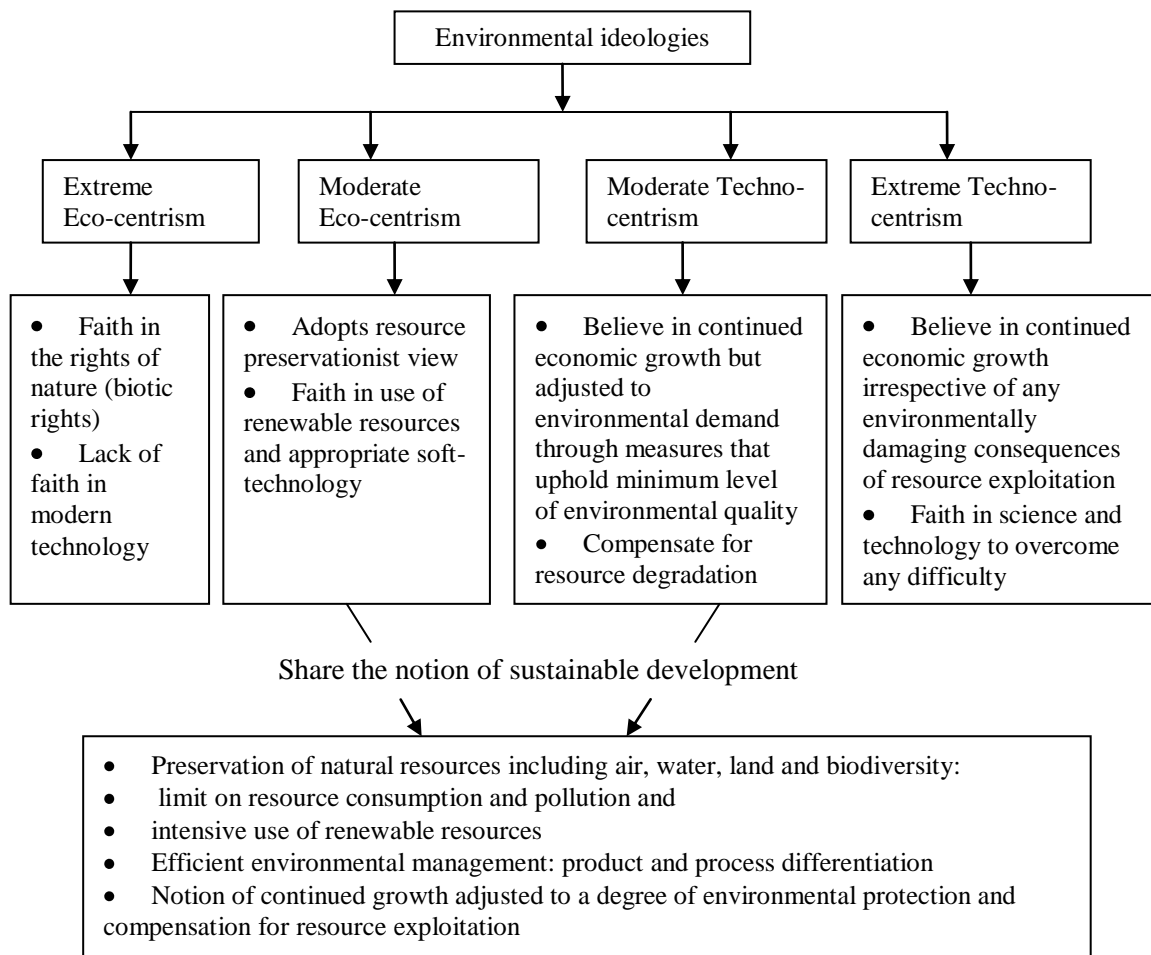 Environmental ideologies
Extreme
Eco-centrism
Moderate
Eco-centrism
Moderate Techno-
centrism
Extreme Techno-
centrism
• Faith in
the rights of
nature (biotic
rights)
• Lack of
faith in
modern
technology
• Adopts resource
preservationist view
• Faith in use of
renewable resources
and appropriate soft-
technology
• Believe in continued
economic growth but
adjusted to
environmental demand
through measures that
uphold minimum level
of environmental quality
• Compensate for
resource degradation
• Believe in continued
economic growth
irrespective of any
environmentally
damaging consequences
of resource exploitation
• Faith in science and
technology to overcome
any difficulty
Share the notion of sustainable development
• Preservation of natural resources including air, water, land and biodiversity:
• limit on resource consumption and pollution and
• intensive use of renewable resources
• Efficient environmental management: product and process differentiation
• Notion of continued growth adjusted to a degree of environmental protection and
compensation for resource exploitation